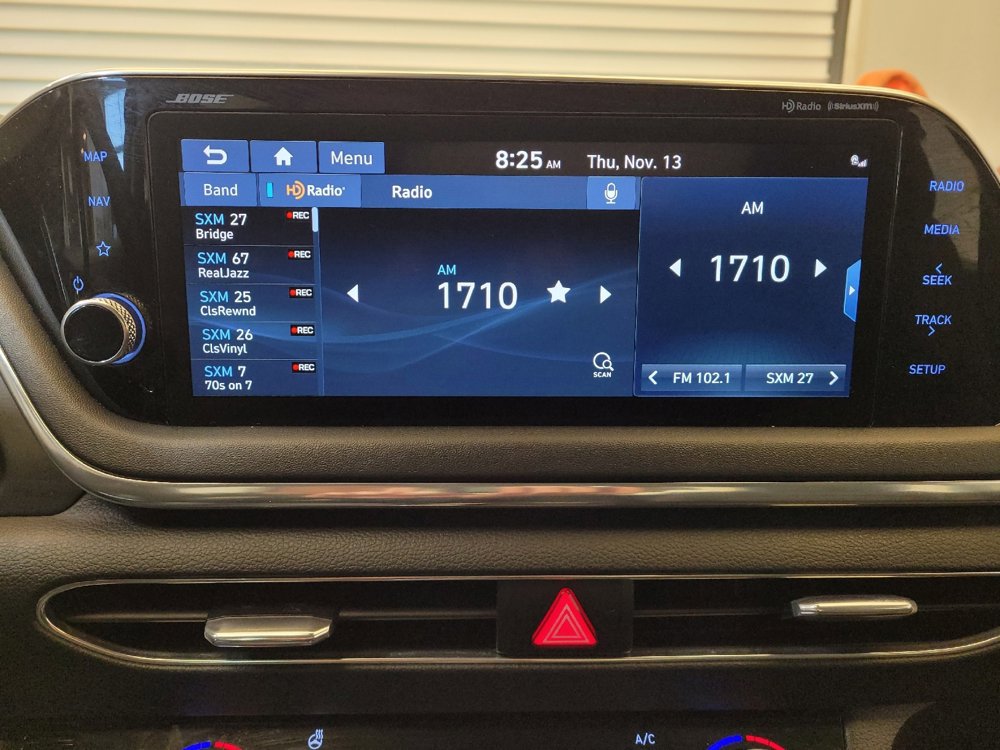 BOSE
HD Radio SiriusXM
MAP
NAV
Menu
8:25 AM Thu, Nov. 13
Band
HD Radio
Radio
SXM 27 REC
Bridge
SXM 67 REC
RealJazz
SXM 25 REC
ClsRewnd
SXM 26 REC
ClsVinyl
SXM 7 REC
70s on 7
AM
1710
SCAN
AM
1710
FM 102.1
SXM 27
RADIO
MEDIA
SEEK
TRACK
SETUP
A/C